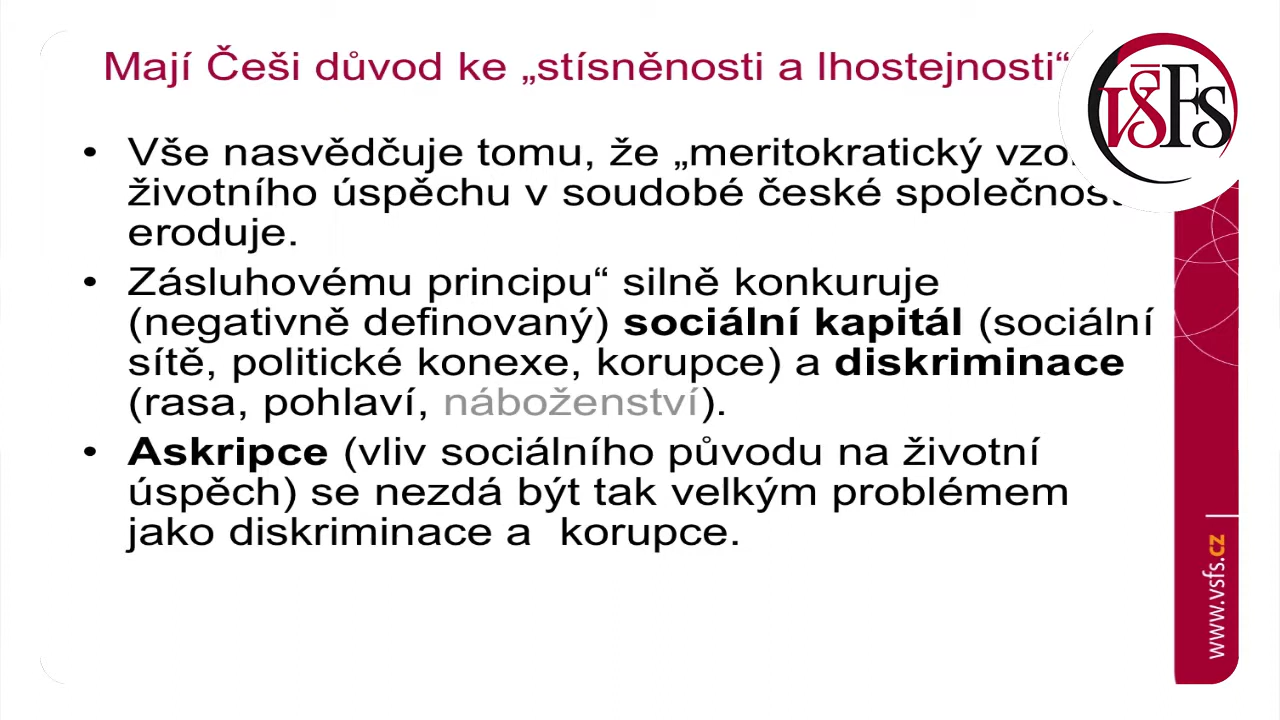 Mají Češi důvod ke „stísněnosti a lhostejnosti“
VŠFS
Vše nasvědčuje tomu, že „meritokratický
životního úspěchu v soudobé české
eroduje.
Zásluhovému principu“ silně konkuruje
(negativně definovaný) sociální kapitál (sociální
sítě, politické konexe, korupce) a diskriminace
(rasa, pohlaví, náboženství).
Askripce (vliv sociálního původu na životní
úspěch) se nezdá být tak velkým problémem
jako diskriminace a  korupce.
www.vsfs.cz